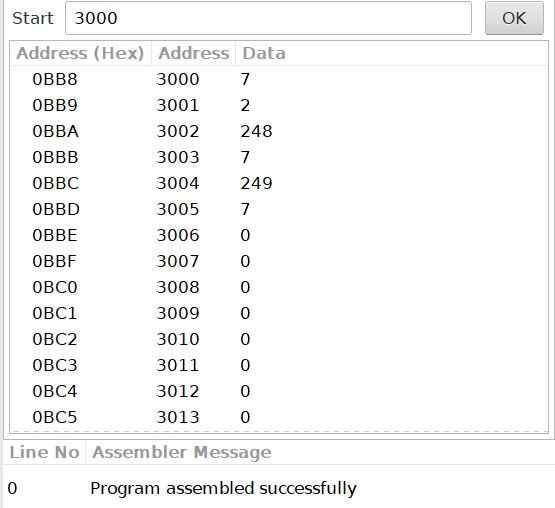 Start 3000 OK
Address (Hex) Address Data
0BB8 3000 7
0BB9 3001 2
0BBA 3002 248
0BBB 3003 7
0BBC 3004 249
0BBD 3005 7
0BBE 3006 0
0BBF 3007 0
0BC0 3008 0
0BC1 3009 0
0BC2 3010 0
0BC3 3011 0
0BC4 3012 0
0BC5 3013 0
Line No Assembler Message
0 Program assembled successfully